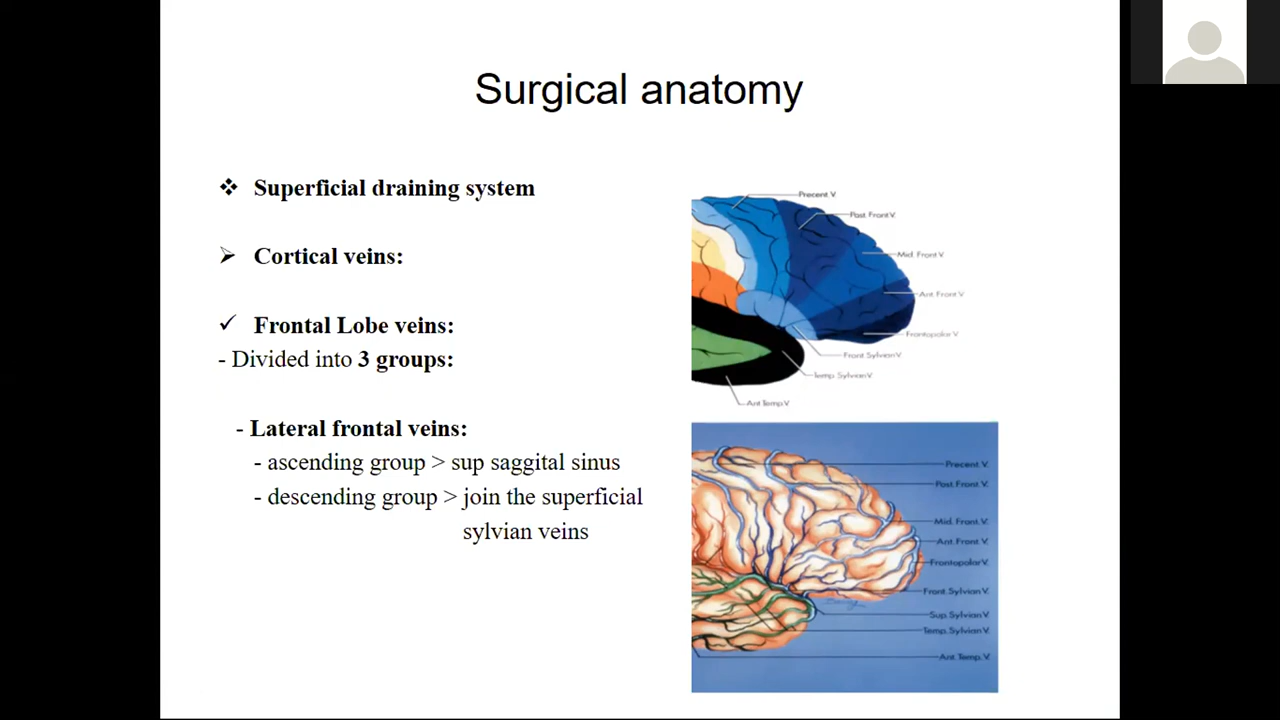 Surgical anatomy
❖ Superficial draining system
➢ Cortical veins:
✓ Frontal Lobe veins:
- Divided into 3 groups:
- Lateral frontal veins:
- ascending group > sup saggital sinus
- descending group > join the superficial
sylvian veins
Precent V.
Post Front V.
Mid. Front V.
Ant. Front V.
Frontopolar V.
Front Sylvian V.
Temp. Sylvian V.
Ant Temp. V.
Precent. V.
Post. Front V.
Mid. Front. V.
Ant. Front. V.
Frontopolar V.
Front. Sylvian V.
Sup. Sylvian V.
Temp. Sylvian V.
Ant. Temp. V.